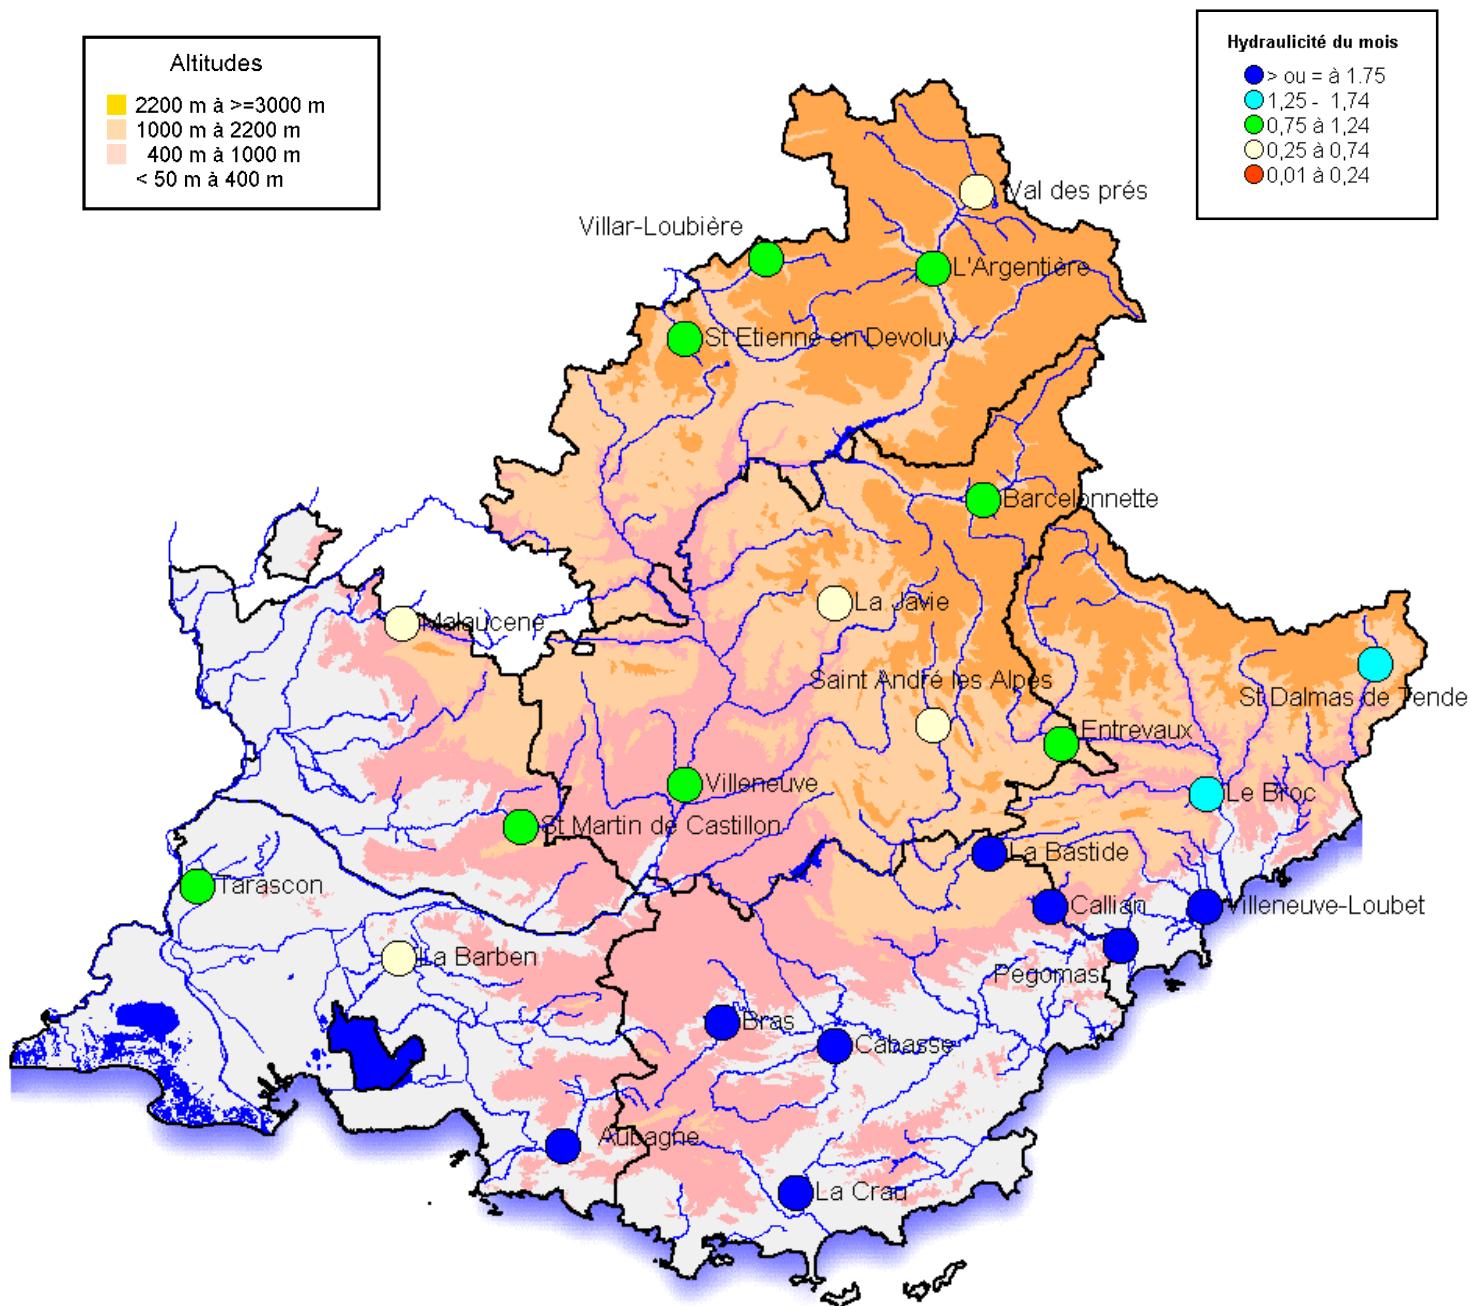 Altitudes
2200 m à >=3000 m
1000 m à 2200 m
400 m à 1000 m
< 50 m à 400 m
Hydraulicité du mois
> ou = à 1.75
1,25 - 1,74
0,75 à 1,24
0,25 à 0,74
0,01 à 0,24
Val des prés
Villar-Loubière
L'Argentière
St Etienne en Devoluy
Barcelonnette
La Javie
Malaucene
St Dalmas de Tende
Saint André les Alpes
Entrevaux
Villeneuve
Le Broc
St Martin de Castillon
La Bastide
Tarascon
Callian
Villeneuve-Loubet
La Barben
Pegomas
Bras
Cabasse
Aubagne
La Crau